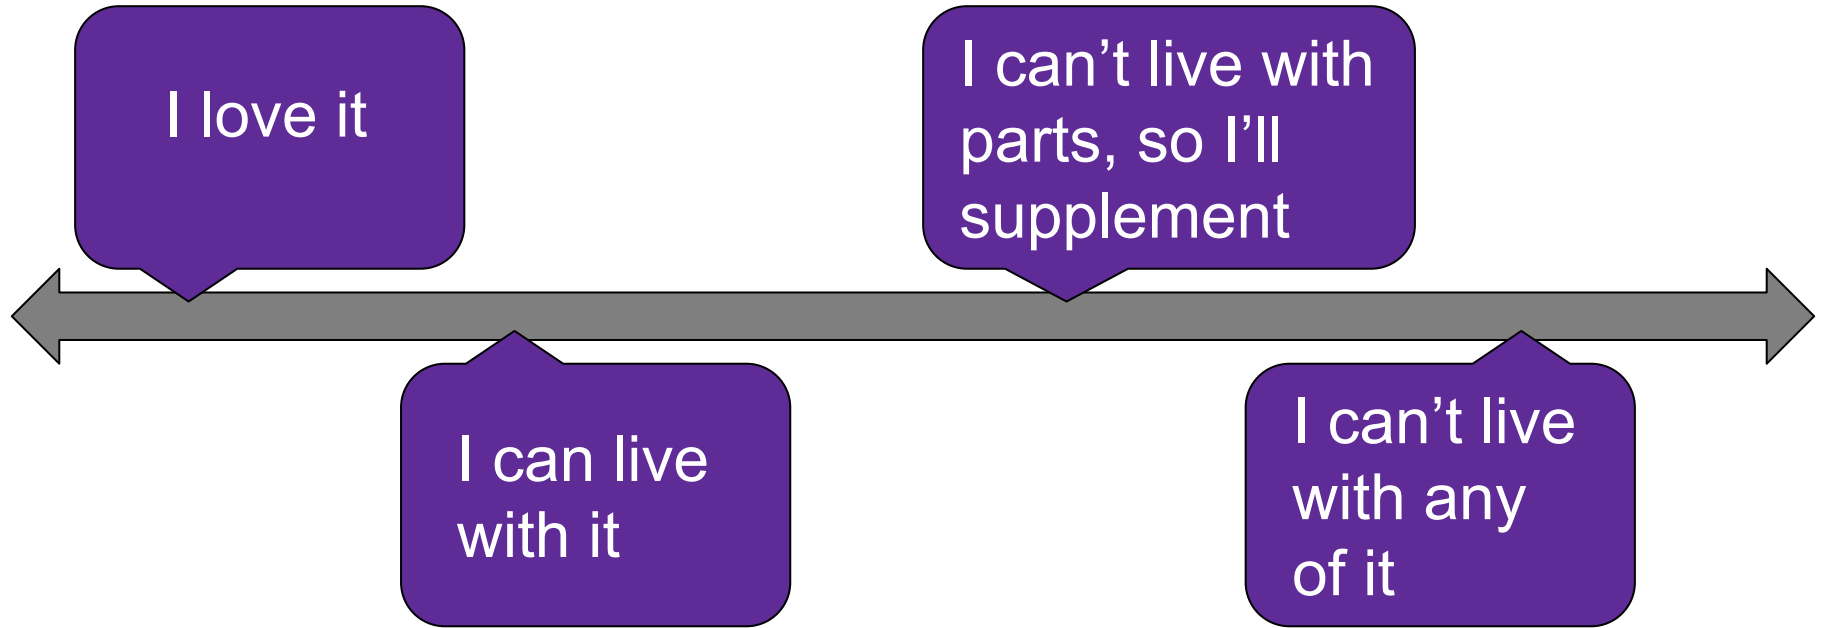 I love it
I can live
with it
I can’t live with
parts, so I’ll
supplement
I can’t live
with any
of it